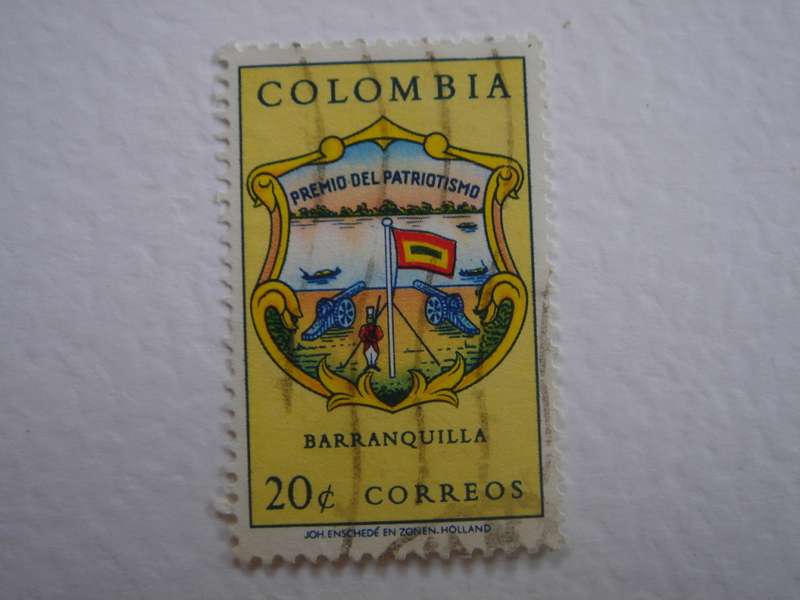 COLOMBIA
PREMIO DEL PATRIOTISMO
BARRANQUILLA
20¢ CORREOS
JOH. ENSCHEDÉ EN ZONEN. HOLLAND